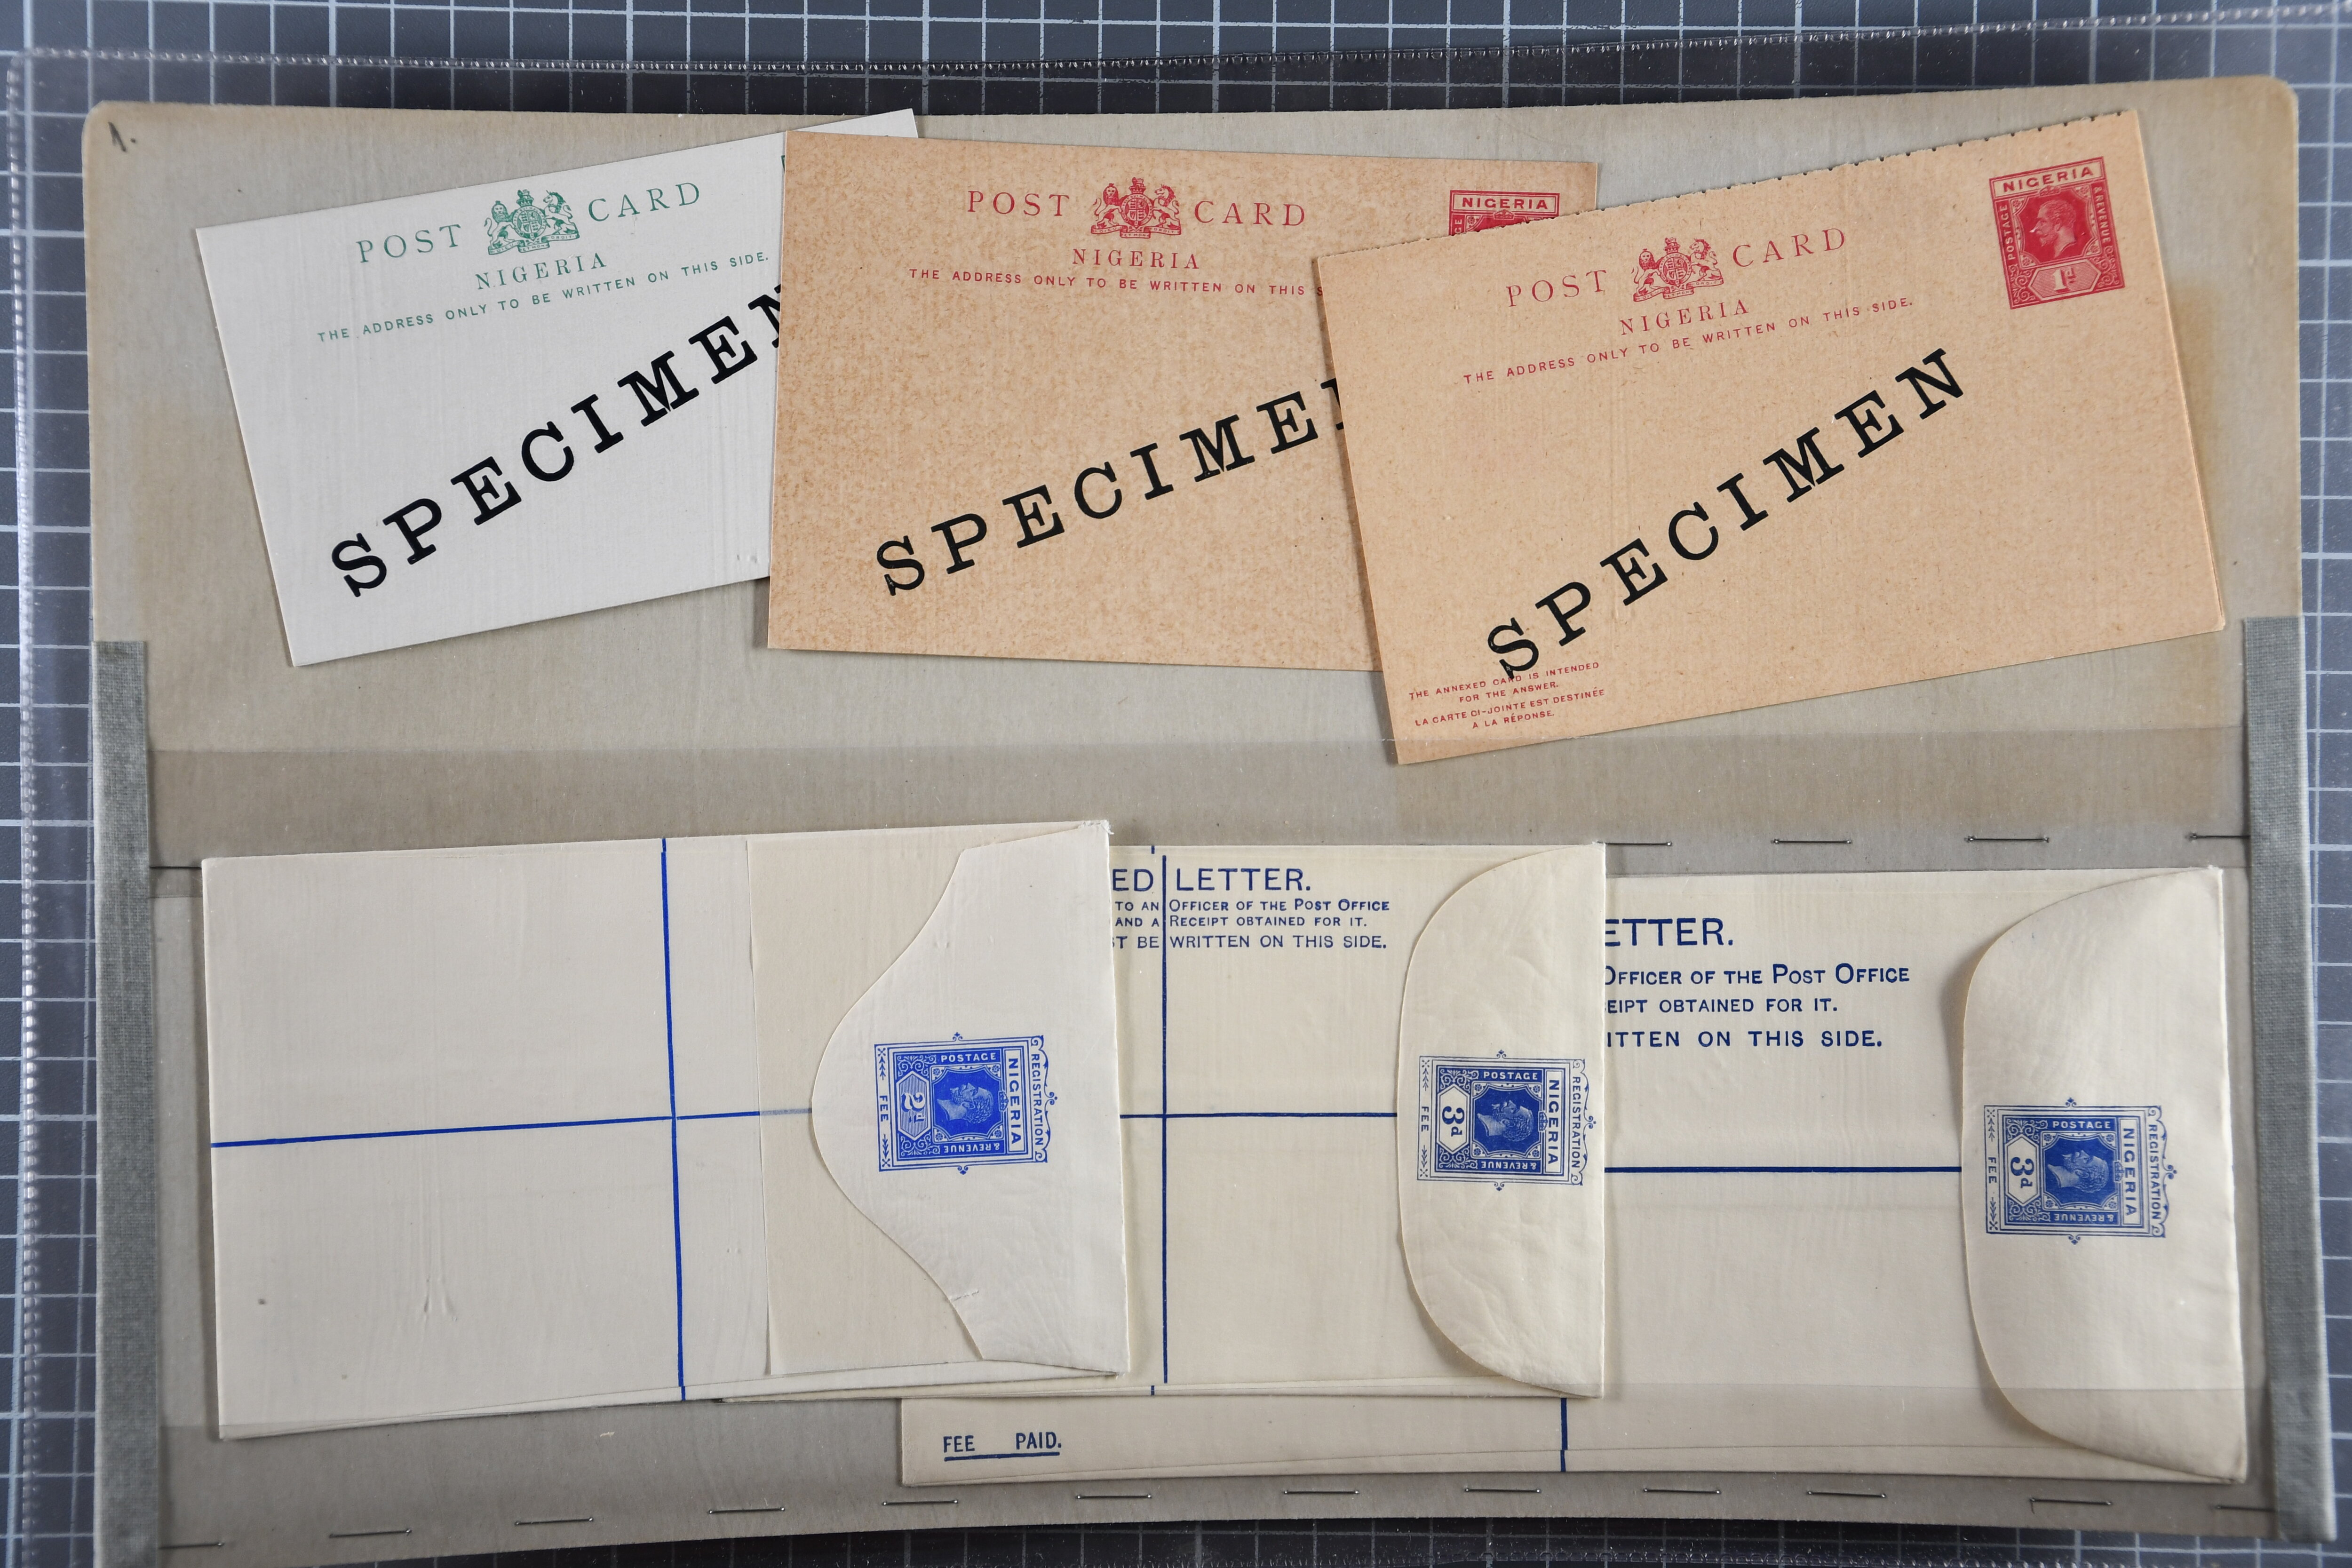 1.
POST CARD
NIGERIA
THE ADDRESS ONLY TO BE WRITTEN ON THIS SIDE.
SPECIMEN
POST CARD
NIGERIA
THE ADDRESS ONLY TO BE WRITTEN ON THIS S
NIGERIA
SPECIMEN
POST CARD
NIGERIA
THE ADDRESS ONLY TO BE WRITTEN ON THIS SIDE.
NIGERIA
POSTAGE
& REVENUE
1d
SPECIMEN
THE ANNEXED CARD IS INTENDED
FOR THE ANSWER.
LA CARTE CI-JOINTE EST DESTINÉE
A LA RÉPONSE.
REGISTRATION
NIGERIA
POSTAGE
& REVENUE
2d
FEE
ED LETTER.
TO AN OFFICER OF THE POST OFFICE
AND A RECEIPT OBTAINED FOR IT.
T BE WRITTEN ON THIS SIDE.
REGISTRATION
NIGERIA
POSTAGE
& REVENUE
3d
FEE
ETTER.
OFFICER OF THE POST OFFICE
EIPT OBTAINED FOR IT.
ITTEN ON THIS SIDE.
REGISTRATION
NIGERIA
POSTAGE
& REVENUE
3d
FEE
FEE PAID.